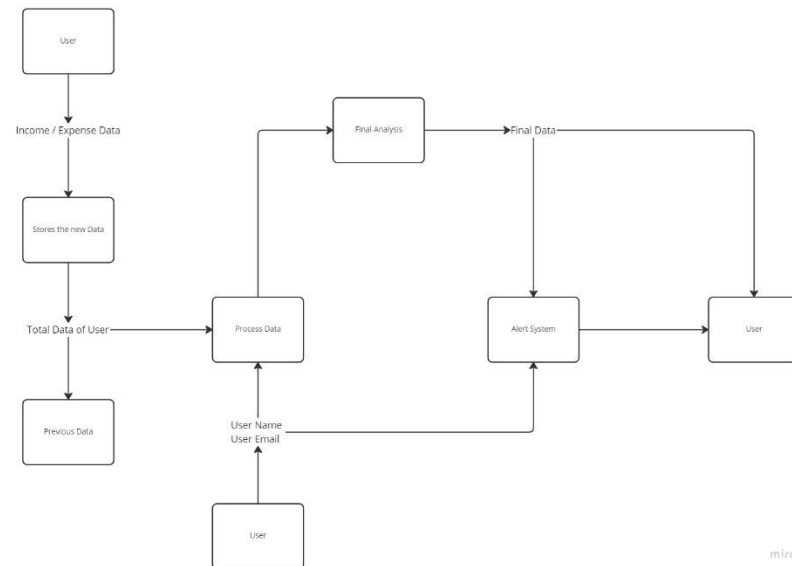 User
Income / Expense Data
Final Analysis
Final Data
Stores the new Data
Total Data of User
Process Data
Alert System
User
Previous Data
User Name
User Email
User